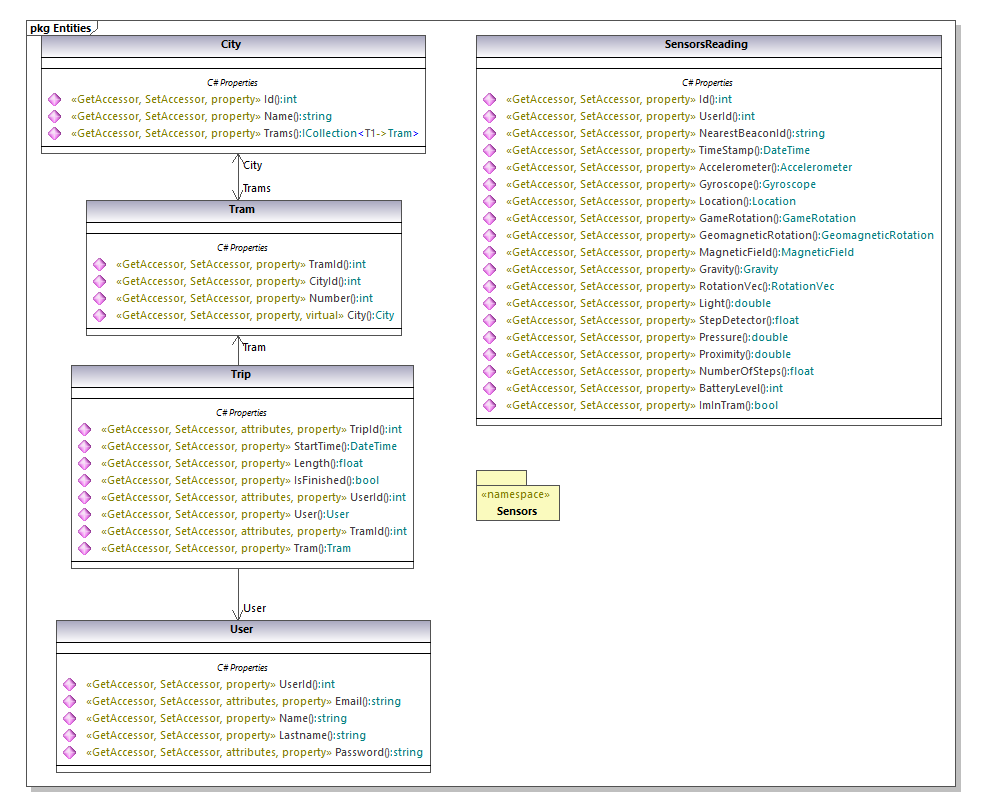 pkg Entities
City
C# Properties
«GetAccessor, SetAccessor, property» Id():int
«GetAccessor, SetAccessor, property» Name():string
«GetAccessor, SetAccessor, property» Trams():ICollection<T1->Tram>
City
Trams
Tram
C# Properties
«GetAccessor, SetAccessor, property» TramId():int
«GetAccessor, SetAccessor, property» CityId():int
«GetAccessor, SetAccessor, property» Number():int
«GetAccessor, SetAccessor, property, virtual» City():City
Tram
Trip
C# Properties
«GetAccessor, SetAccessor, attributes, property» TripId():int
«GetAccessor, SetAccessor, property» StartTime():DateTime
«GetAccessor, SetAccessor, property» Length():float
«GetAccessor, SetAccessor, property» IsFinished():bool
«GetAccessor, SetAccessor, attributes, property» UserId():int
«GetAccessor, SetAccessor, property» User():User
«GetAccessor, SetAccessor, attributes, property» TramId():int
«GetAccessor, SetAccessor, property» Tram():Tram
User
User
C# Properties
«GetAccessor, SetAccessor, property» UserId():int
«GetAccessor, SetAccessor, attributes, property» Email():string
«GetAccessor, SetAccessor, property» Name():string
«GetAccessor, SetAccessor, property» Lastname():string
«GetAccessor, SetAccessor, attributes, property» Password():string
SensorsReading
C# Properties
«GetAccessor, SetAccessor, property» Id():int
«GetAccessor, SetAccessor, property» UserId():int
«GetAccessor, SetAccessor, property» NearestBeaconId():string
«GetAccessor, SetAccessor, property» TimeStamp():DateTime
«GetAccessor, SetAccessor, property» Accelerometer():Accelerometer
«GetAccessor, SetAccessor, property» Gyroscope():Gyroscope
«GetAccessor, SetAccessor, property» Location():Location
«GetAccessor, SetAccessor, property» GameRotation():GameRotation
«GetAccessor, SetAccessor, property» GeomagneticRotation():GeomagneticRotation
«GetAccessor, SetAccessor, property» MagneticField():MagneticField
«GetAccessor, SetAccessor, property» Gravity():Gravity
«GetAccessor, SetAccessor, property» RotationVec():RotationVec
«GetAccessor, SetAccessor, property» Light():double
«GetAccessor, SetAccessor, property» StepDetector():float
«GetAccessor, SetAccessor, property» Pressure():double
«GetAccessor, SetAccessor, property» Proximity():double
«GetAccessor, SetAccessor, property» NumberOfSteps():float
«GetAccessor, SetAccessor, property» BatteryLevel():int
«GetAccessor, SetAccessor, property» ImInTram():bool
«namespace»
Sensors